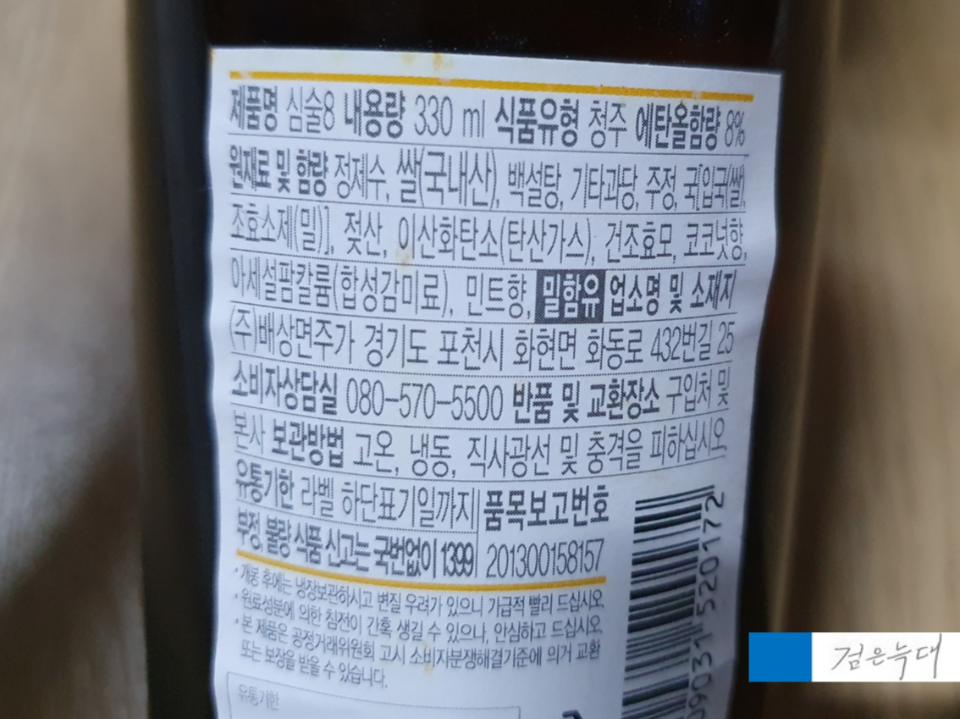 제품명 심술8 내용량 330 ml 식품유형 청주 에탄올함량 8%
원재료 및 함량 정제수, 쌀(국내산), 백설탕, 기타과당, 주정, 국[입국(쌀),
조효소제(밀)], 젖산, 이산화탄소(탄산가스), 건조효모, 코코넛향,
아세설팜칼륨(합성감미료), 민트향, 밀함유 업소명 및 소재지
(주)배상면주가 경기도 포천시 화현면 화동로 432번길 25
소비자상담실 080-570-5500 반품 및 교환장소 구입처 및
본사 보관방법 고온, 냉동, 직사광선 및 충격을 피하십시오.
유통기한 라벨 하단표기일까지 품목보고번호
부정, 불량 식품 신고는 국번없이 1399 201300158157
• 개봉 후에는 냉장보관하시고 변질 우려가 있으니 가급적 빨리 드십시오.
• 원료성분에 의한 침전이 간혹 생길 수 있으나, 안심하고 드십시오.
• 본 제품은 공정거래위원회 고시 소비자분쟁해결기준에 의거 교환
또는 보장을 받을 수 있습니다.
유통기한
09031 520172
검은늑대